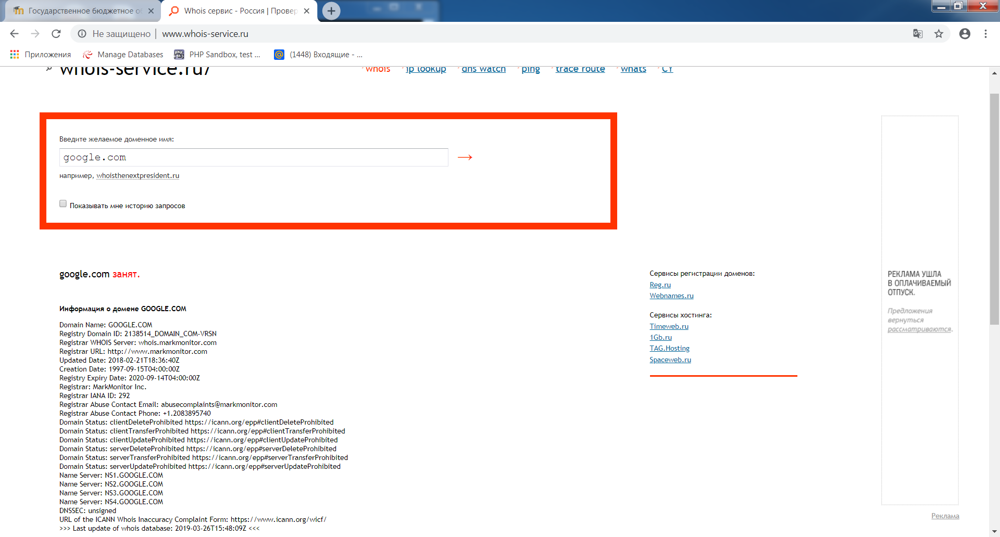 Государственное бюджетное об
Whois сервис - Россия | Провер
Не защищено | www.whois-service.ru
Приложения
Manage Databases
PHP Sandbox, test ...
(1448) Входящие - ...
whois-service.ru/
whois
ip lookup
dns watch
ping
trace route
whats
CY
Введите желаемое доменное имя:
google.com →
например, whoisthenextpresident.ru
Показывать мне историю запросов
google.com занят.
Информация о домене GOOGLE.COM
Domain Name: GOOGLE.COM
Registry Domain ID: 2138514_DOMAIN_COM-VRSN
Registrar WHOIS Server: whois.markmonitor.com
Registrar URL: http://www.markmonitor.com
Updated Date: 2018-02-21T18:36:40Z
Creation Date: 1997-09-15T04:00:00Z
Registry Expiry Date: 2020-09-14T04:00:00Z
Registrar: MarkMonitor Inc.
Registrar IANA ID: 292
Registrar Abuse Contact Email: abusecomplaints@markmonitor.com
Registrar Abuse Contact Phone: +1.2083895740
Domain Status: clientDeleteProhibited https://icann.org/epp#clientDeleteProhibited
Domain Status: clientTransferProhibited https://icann.org/epp#clientTransferProhibited
Domain Status: clientUpdateProhibited https://icann.org/epp#clientUpdateProhibited
Domain Status: serverDeleteProhibited https://icann.org/epp#serverDeleteProhibited
Domain Status: serverTransferProhibited https://icann.org/epp#serverTransferProhibited
Domain Status: serverUpdateProhibited https://icann.org/epp#serverUpdateProhibited
Name Server: NS1.GOOGLE.COM
Name Server: NS2.GOOGLE.COM
Name Server: NS3.GOOGLE.COM
Name Server: NS4.GOOGLE.COM
DNSSEC: unsigned
URL of the ICANN Whois Inaccuracy Complaint Form: https://www.icann.org/wicf/
>>> Last update of whois database: 2019-03-26T15:48:09Z <<<
Сервисы регистрации доменов:
Reg.ru
Webnames.ru
Сервисы хостинга:
Timeweb.ru
1Gb.ru
TAG.Hosting
Spaceweb.ru
РЕКЛАМА УШЛА
В ОПЛАЧИВАЕМЫЙ
ОТПУСК.
Предложения
вернуться
рассматриваются.
Реклама